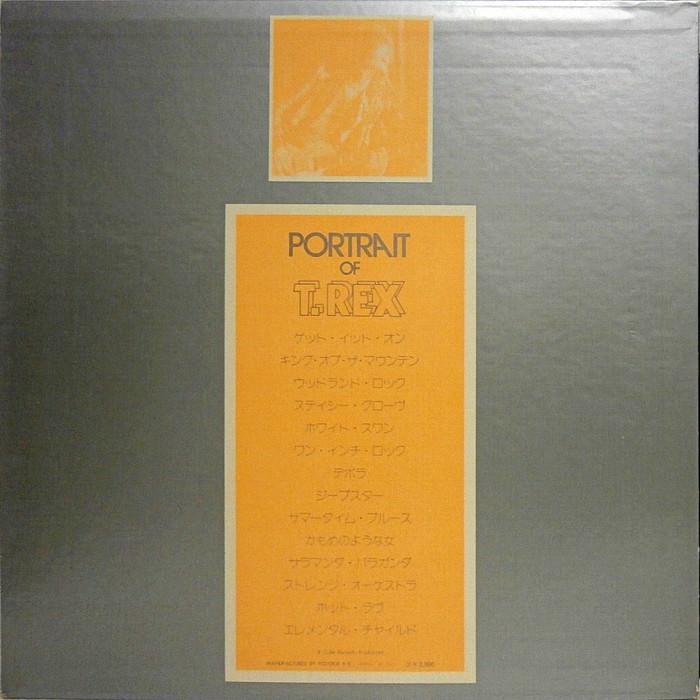 PORTRAIT
OF
T.REX
ゲット・イット・オン
キング・オブ・ザ・マウンテン
ウッドランド・ロック
ステイシー・グローヴ
ホワイト・スワン
ワン・インチ・ロック
デボラ
ジープスター
サマータイム・ブルース
かもめのような女
サラマンダ・パラガンダ
ストレンジ・オーケストラ
ホット・ラヴ
エレメンタル・チャイルド
MANUFACTURED BY